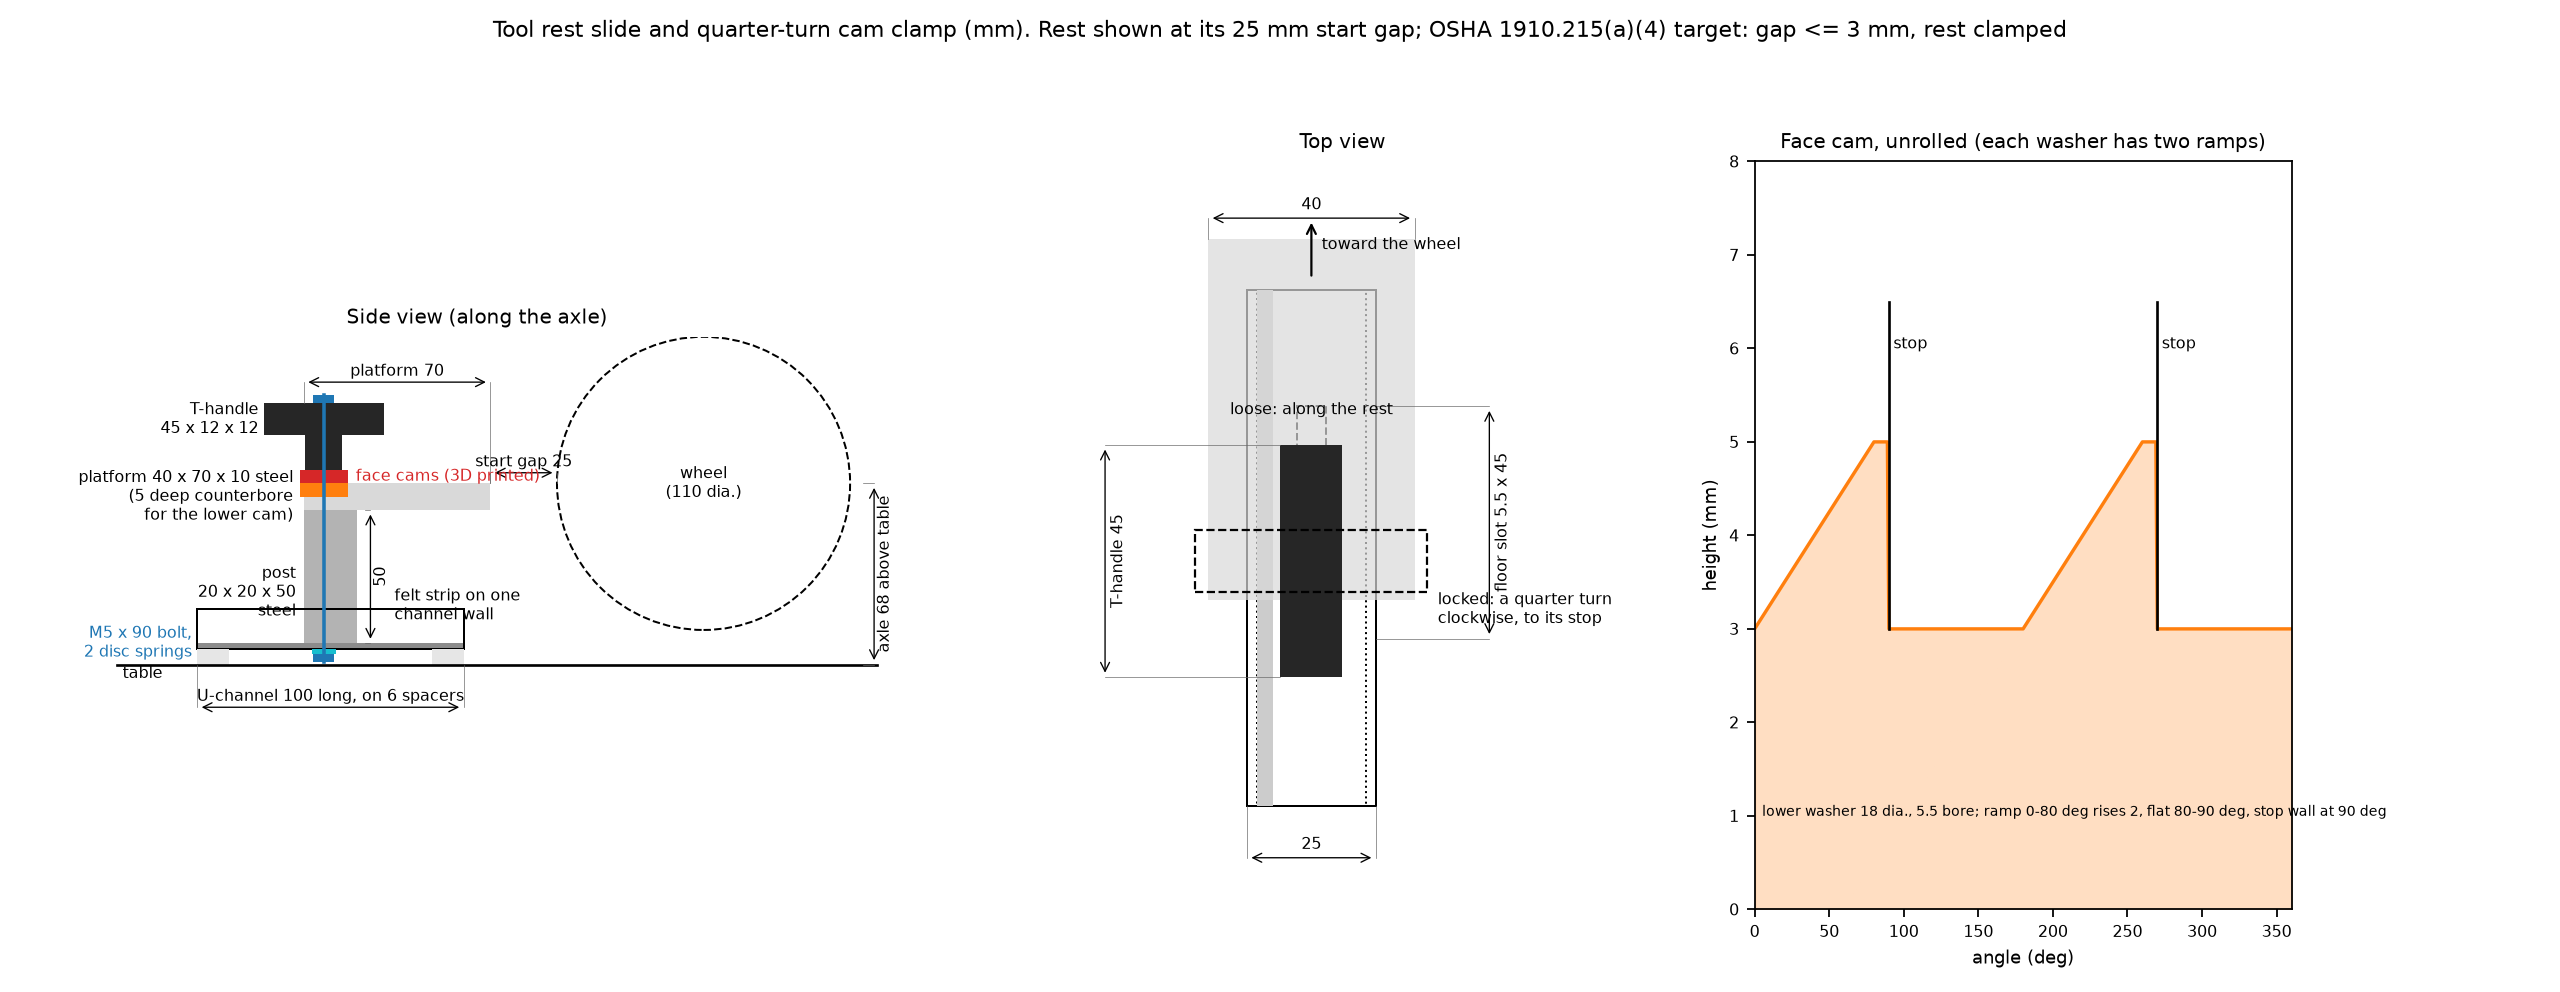 Tool rest slide and quarter-turn cam clamp (mm). Rest shown at its 25 mm start gap; OSHA 1910.215(a)(4) target: gap <= 3 mm, rest clamped
Side view (along the axle)
platform 70
T-handle
45 x 12 x 12
start gap 25
face cams (3D printed)
platform 40 x 70 x 10 steel
(5 deep counterbore
for the lower cam)
wheel
(110 dia.)
post
20 x 20 x 50
steel
50
felt strip on one
channel wall
axle 68 above table
M5 x 90 bolt,
2 disc springs
table
U-channel 100 long, on 6 spacers
Top view
40
toward the wheel
loose: along the rest
T-handle 45
floor slot 5.5 x 45
locked: a quarter turn
clockwise, to its stop
25
Face cam, unrolled (each washer has two ramps)
8
7
6
5
4
3
2
1
0
height (mm)
stop
stop
lower washer 18 dia., 5.5 bore; ramp 0-80 deg rises 2, flat 80-90 deg, stop wall at 90 deg
0 50 100 150 200 250 300 350
angle (deg)